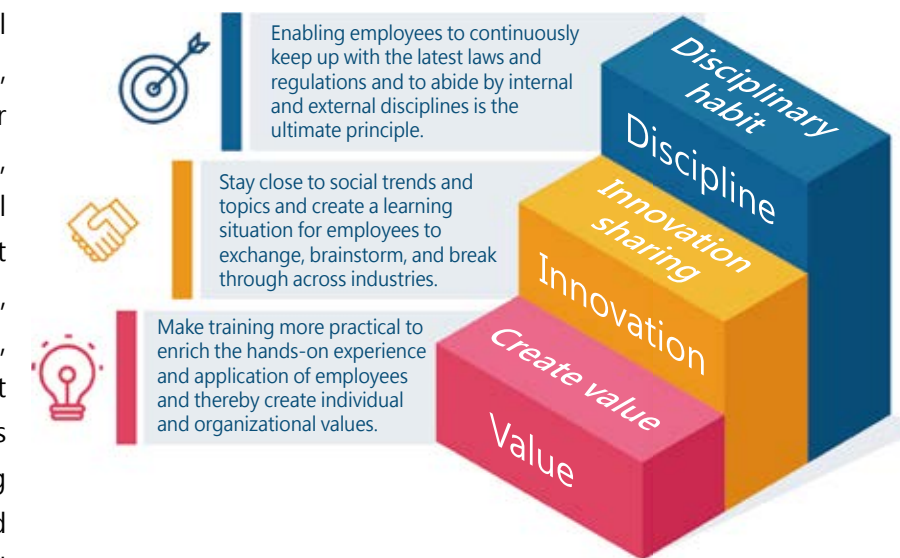 Enabling employees to continuously
keep up with the latest laws and
regulations and to abide by internal
and external disciplines is the
ultimate principle.
Disciplinary
habit
Discipline
Stay close to social trends and
topics and create a learning
situation for employees to
exchange, brainstorm, and break
through across industries.
Innovation
sharing
Innovation
Make training more practical to
enrich the hands-on experience
and application of employees
and thereby create individual
and organizational values.
Create value
Value